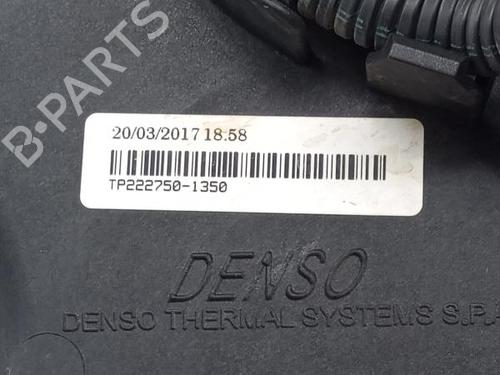 B-PARTS
20/03/2017 18:58
TP222750-1350
DENSO
DENSO THERMAL SYSTEMS S.P.A